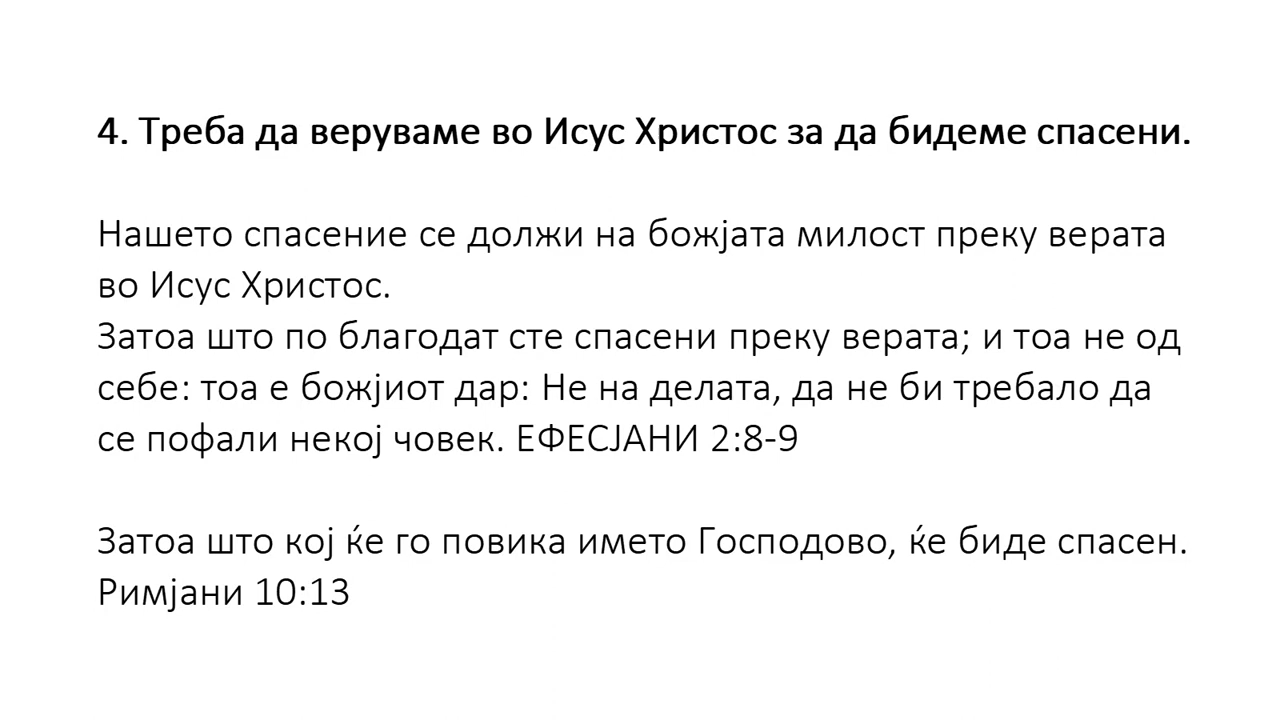 4. Треба да веруваме во Исус Христос за да бидеме спасени.
Нашето спасение се должи на божјата милост преку верата
во Исус Христос.
Затоа што по благодат сте спасени преку верата; и тоа не од
себе: тоа е божјиот дар: Не на делата, да не би требало да
се пофали некој човек. ЕФЕСЈАНИ 2:8-9
Затоа што кој ќе го повика името Господово, ќе биде спасен.
Римјани 10:13